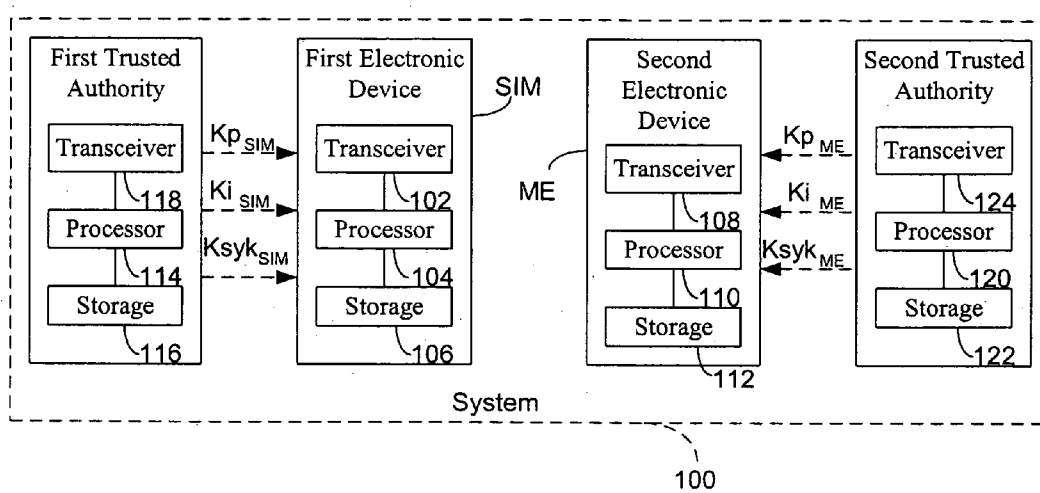 First Trusted
Authority
Transceiver
118
Processor
114
Storage
116
Kp SIM
Ki SIM
Ksyk SIM
First Electronic
Device
Transceiver
102
Processor
104
Storage
106
SIM
ME
Second
Electronic
Device
Transceiver
108
Processor
110
Storage
112
Kp ME
Ki ME
Ksyk ME
Second Trusted
Authority
Transceiver
124
Processor
120
Storage
122
System
100